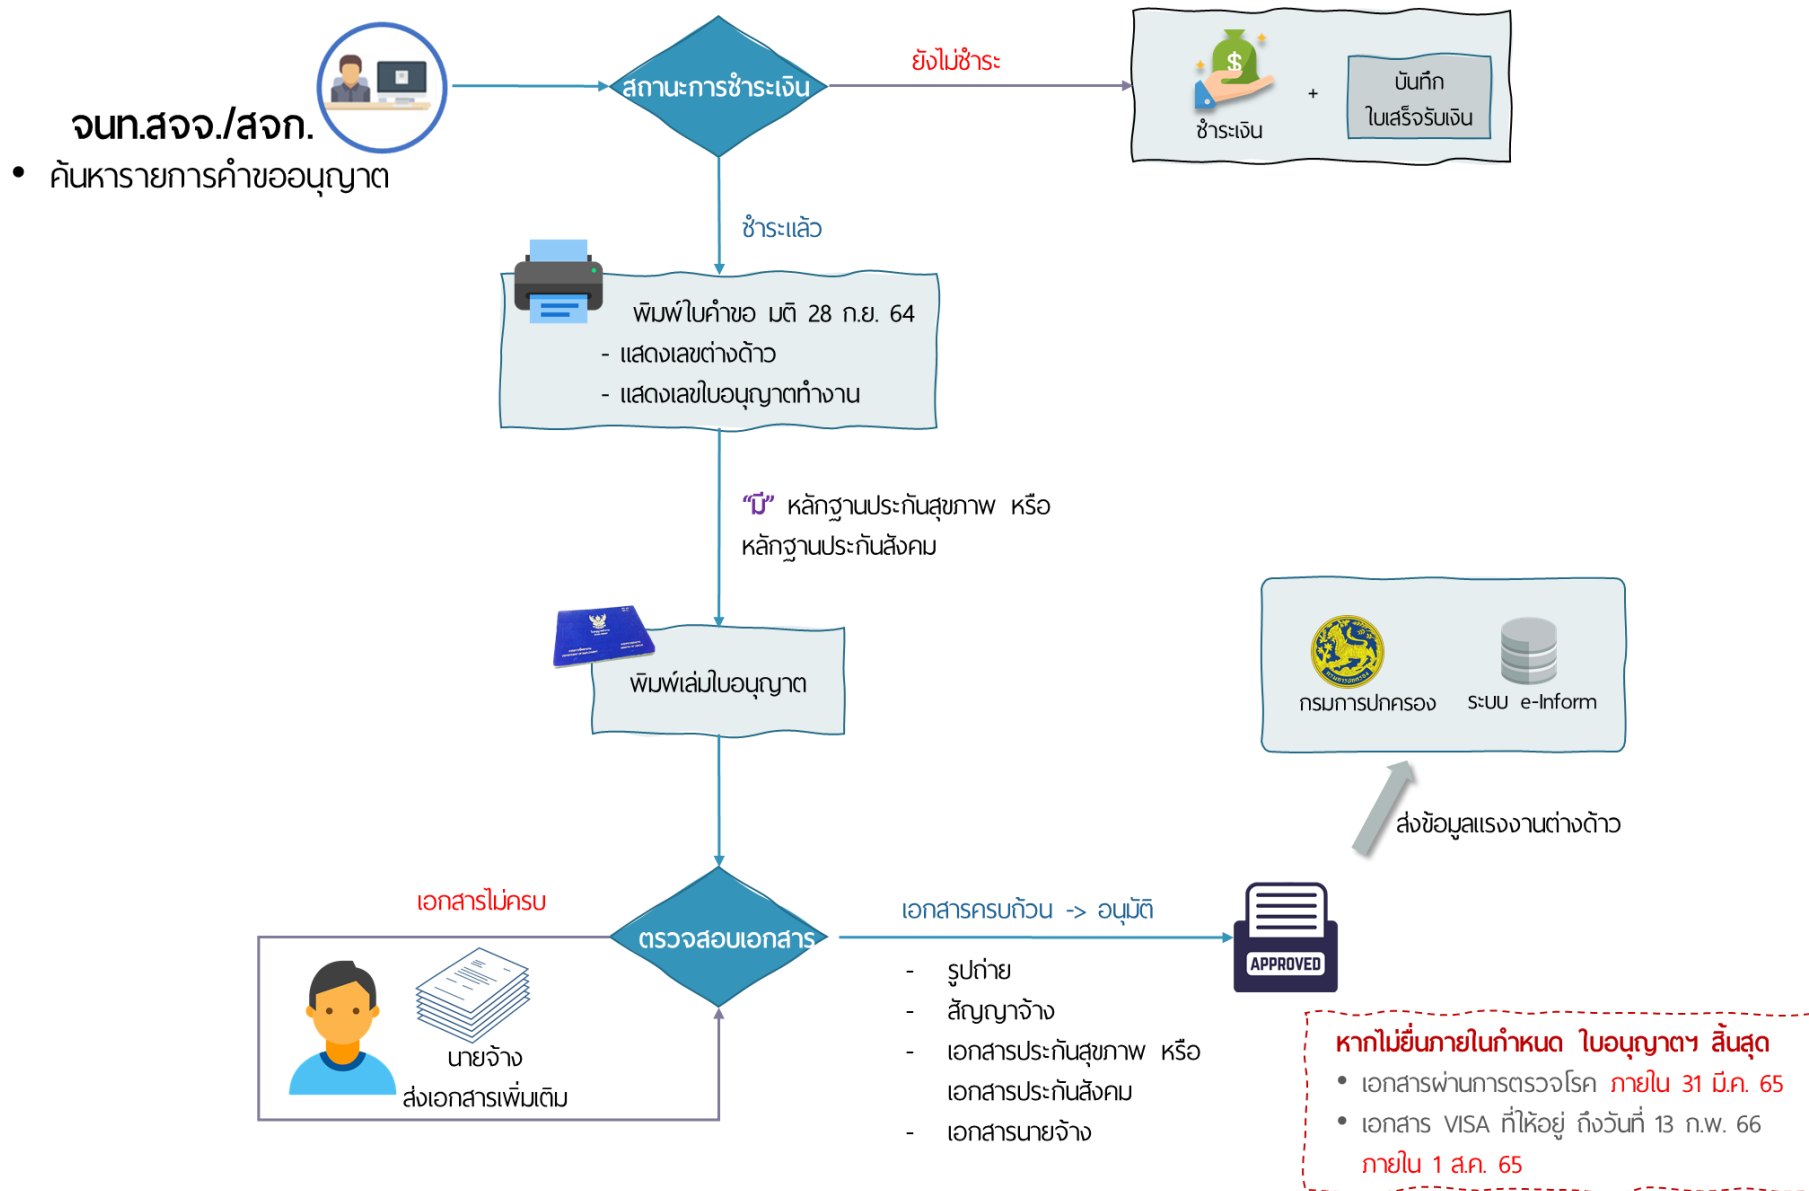 จนท.สจจ./สจก.
• ค้นหารายการคำขออนุญาต
สถานะการชำระเงิน
ยังไม่ชำระ
$
ชำระเงิน
+
บันทึก
ใบเสร็จรับเงิน
ชำระแล้ว
พิมพ์ใบคำขอ มติ 28 ก.ย. 64
- แสดงเลขต่างด้าว
- แสดงเลขใบอนุญาตทำงาน
“มี” หลักฐานประกันสุขภาพ หรือ
หลักฐานประกันสังคม
พิมพ์เล่มใบอนุญาต
กรมการปกครอง
ระบบ e-Inform
ส่งข้อมูลแรงงานต่างด้าว
ตรวจสอบเอกสาร
เอกสารไม่ครบ
นายจ้าง
ส่งเอกสารเพิ่มเติม
เอกสารครบถ้วน -> อนุมัติ
- รูปถ่าย
- สัญญาจ้าง
- เอกสารประกันสุขภาพ หรือ
เอกสารประกันสังคม
- เอกสารนายจ้าง
APPROVED
หากไม่ยื่นภายในกำหนด ใบอนุญาตฯ สิ้นสุด
• เอกสารผ่านการตรวจโรค ภายใน 31 มี.ค. 65
• เอกสาร VISA ที่ให้อยู่ ถึงวันที่ 13 ก.พ. 66
ภายใน 1 ส.ค. 65